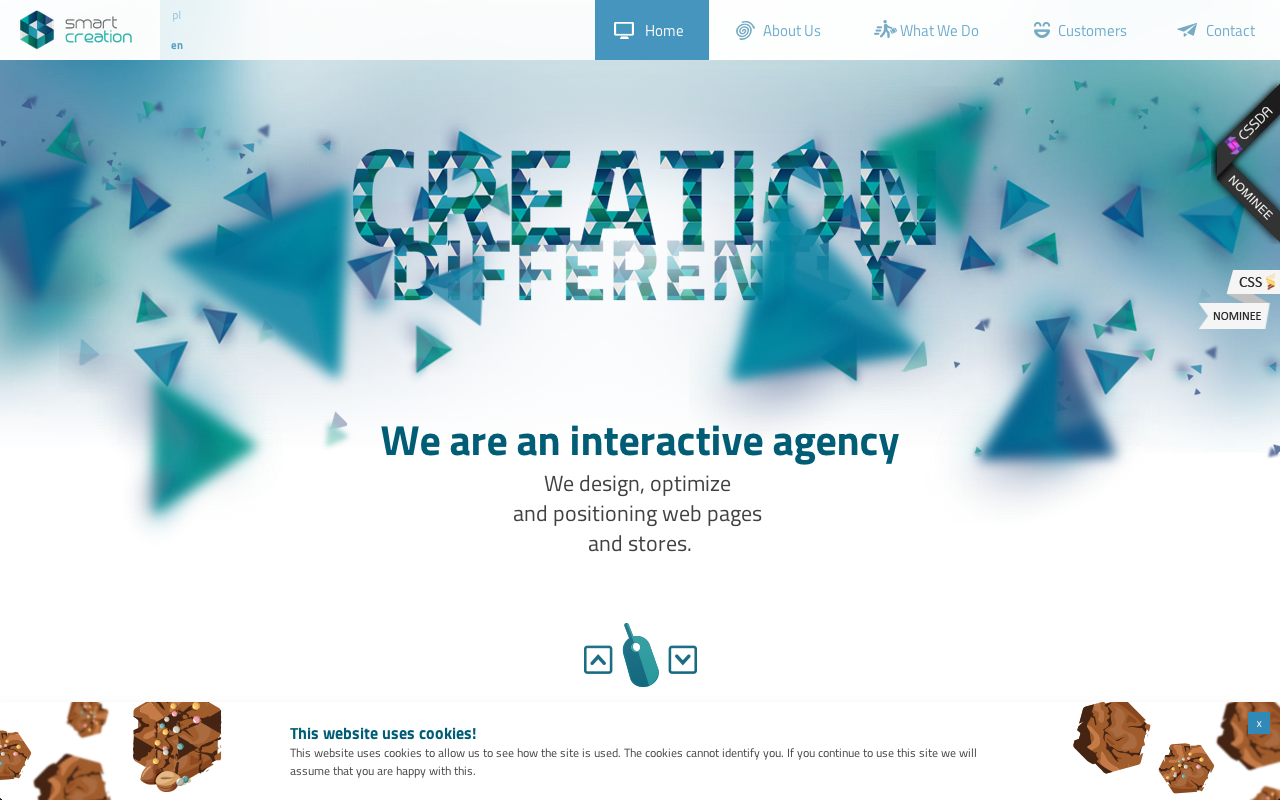 smart
creation
pl
en
Home
About Us
What We Do
Customers
Contact
CSSDA
NOMINEE
CREATION
DIFFERENTLY
CSS
NOMINEE
We are an interactive agency
We design, optimize
and positioning web pages
and stores.
This website uses cookies!
This website uses cookies to allow us to see how the site is used. The cookies cannot identify you. If you continue to use this site we will
assume that you are happy with this.
x